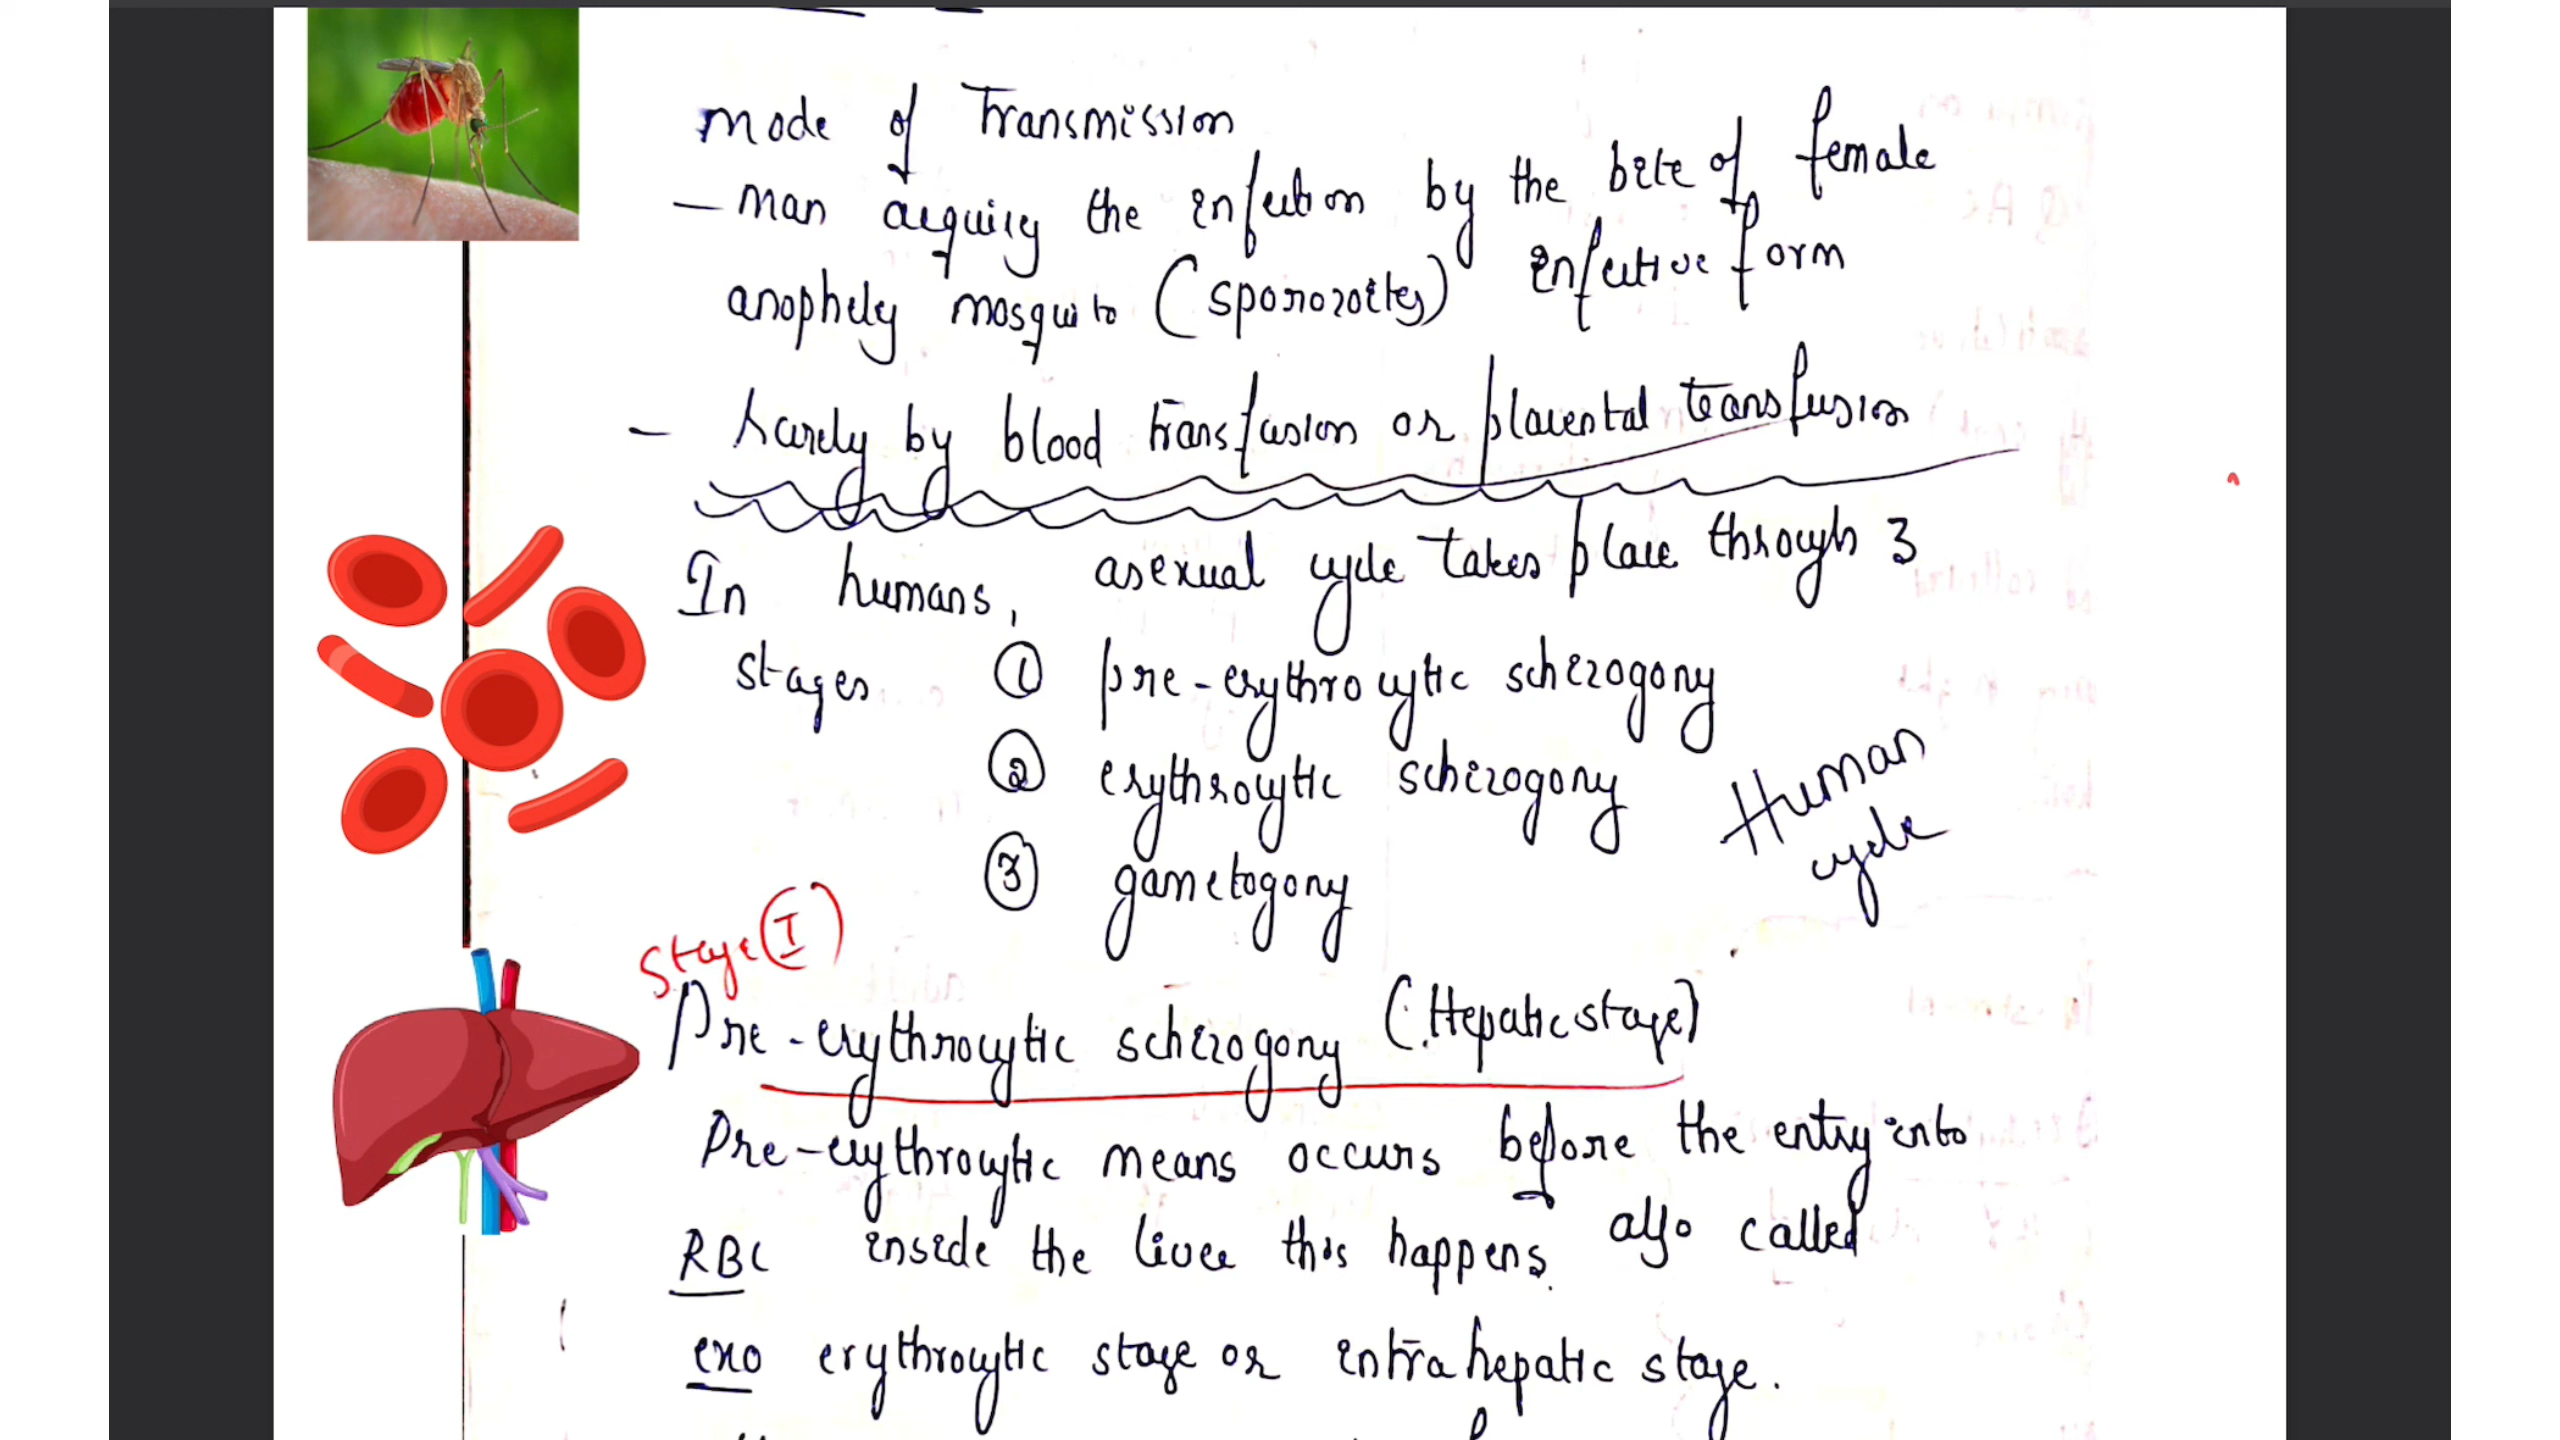 mode of Transmission
- man acquires the infection by the bite of female
anopheles mosquito (sporozoites) infective form
- rarely by blood transfusion or placental transfusion
In humans, asexual cycle takes place through 3
stages ① pre-erythrocytic schizogony
② erythrocytic schizogony
③ gametogony
Human
cycle
Stage I
Pre-erythrocytic schizogony (Hepatic stage)
Pre-erythrocytic means occurs before the entry into
RBC inside the liver this happens. also called
exo erythrocytic stage or intrahepatic stage.